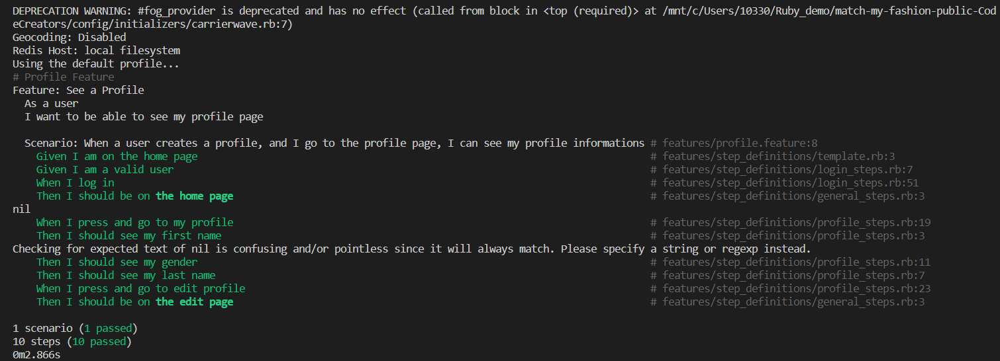 DEPRECATION WARNING: #fog_provider is deprecated and has no effect (called from block in <top (required)> at /mnt/c/Users/10330/Ruby_demo/match-my-fashion-public-Cod
eCreators/config/initializers/carrierwave.rb:7)
Geocoding: Disabled
Redis Host: local filesystem
Using the default profile...
# Profile Feature
Feature: See a Profile
  As a user
  I want to be able to see my profile page
  Scenario: When a user creates a profile, and I go to the profile page, I can see my profile informations # features/profile.feature:8
    Given I am on the home page # features/step_definitions/template.rb:3
    Given I am a valid user # features/step_definitions/login_steps.rb:7
    When I log in # features/step_definitions/login_steps.rb:51
    Then I should be on the home page # features/step_definitions/general_steps.rb:3
nil
    When I press and go to my profile # features/step_definitions/profile_steps.rb:19
    Then I should see my first name # features/step_definitions/profile_steps.rb:3
Checking for expected text of nil is confusing and/or pointless since it will always match. Please specify a string or regexp instead.
    Then I should see my gender # features/step_definitions/profile_steps.rb:11
    Then I should see my last name # features/step_definitions/profile_steps.rb:7
    When I press and go to edit profile # features/step_definitions/profile_steps.rb:23
    Then I should be on the edit page # features/step_definitions/general_steps.rb:3
1 scenario (1 passed)
10 steps (10 passed)
0m2.866s